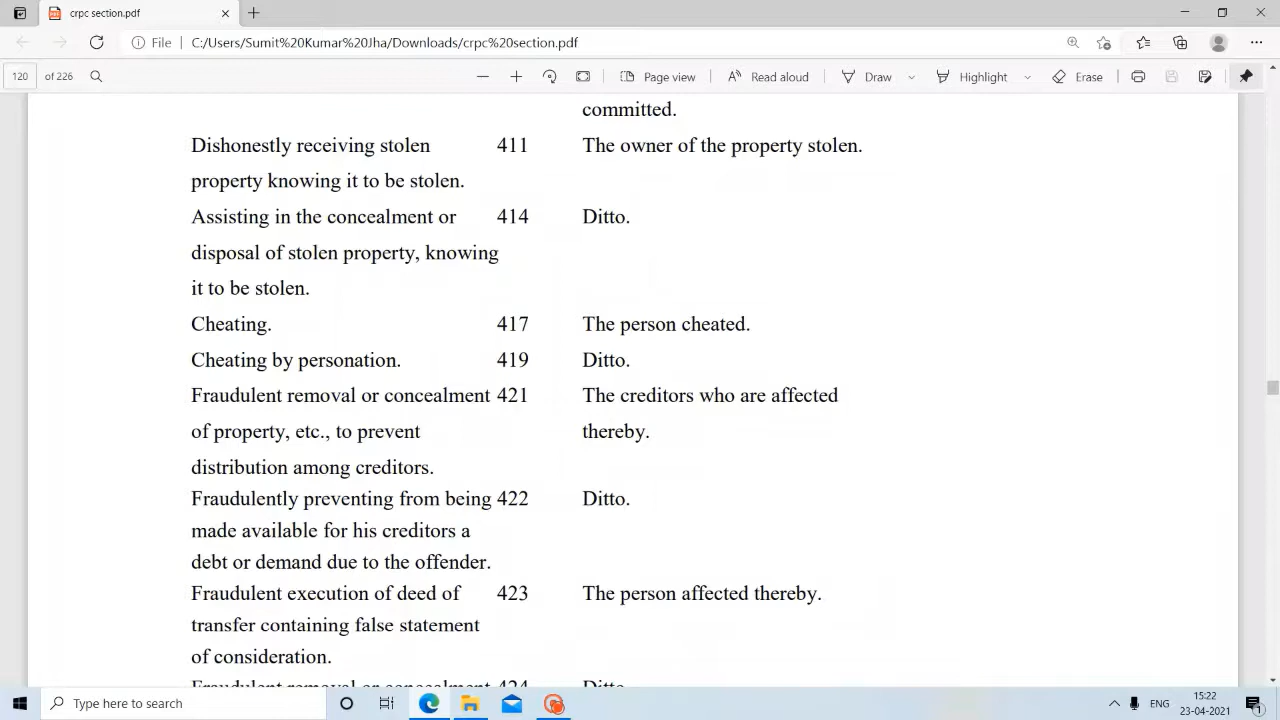 crpc section.pdf
File C:/Users/Sumit%20Kumar%20Jha/Downloads/crpc%20section.pdf
120 of 226 Page view Read aloud Draw Highlight Erase
committed.
Dishonestly receiving stolen 411 The owner of the property stolen.
property knowing it to be stolen.
Assisting in the concealment or 414 Ditto.
disposal of stolen property, knowing
it to be stolen.
Cheating. 417 The person cheated.
Cheating by personation. 419 Ditto.
Fraudulent removal or concealment 421 The creditors who are affected
of property, etc., to prevent thereby.
distribution among creditors.
Fraudulently preventing from being 422 Ditto.
made available for his creditors a
debt or demand due to the offender.
Fraudulent execution of deed of 423 The person affected thereby.
transfer containing false statement
of consideration.
Fraudulent removal or concealment 424 Ditto
Type here to search ENG 15:22
23-04-2021